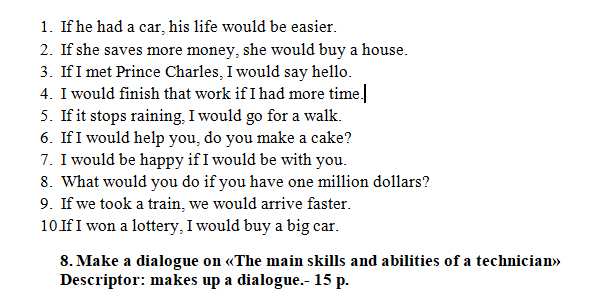 1. If he had a car, his life would be easier.
2. If she saves more money, she would buy a house.
3. If I met Prince Charles, I would say hello.
4. I would finish that work if I had more time.
5. If it stops raining, I would go for a walk.
6. If I would help you, do you make a cake?
7. I would be happy if I would be with you.
8. What would you do if you have one million dollars?
9. If we took a train, we would arrive faster.
10.If I won a lottery, I would buy a big car.
8. Make a dialogue on «The main skills and abilities of a technician»
Descriptor: makes up a dialogue.- 15 p.